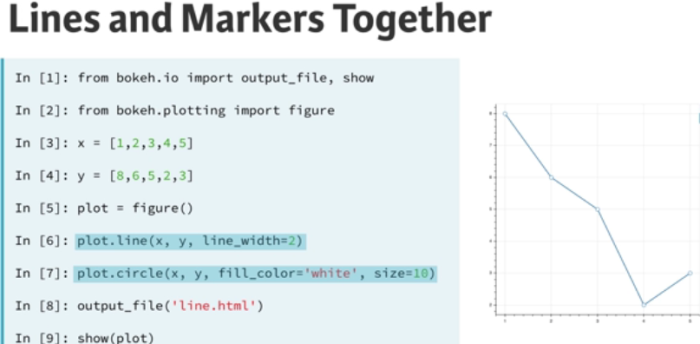 Lines and Markers Together
In [1]: from bokeh.io import output_file, show
In [2]: from bokeh.plotting import figure
In [3]: x = [1,2,3,4,5]
In [4]: y = [8,6,5,2,3]
In [5]: plot = figure()
In [6]: plot.line(x, y, line_width=2)
In [7]: plot.circle(x, y, fill_color='white', size=10)
In [8]: output_file('line.html')
In [9]: show(plot)